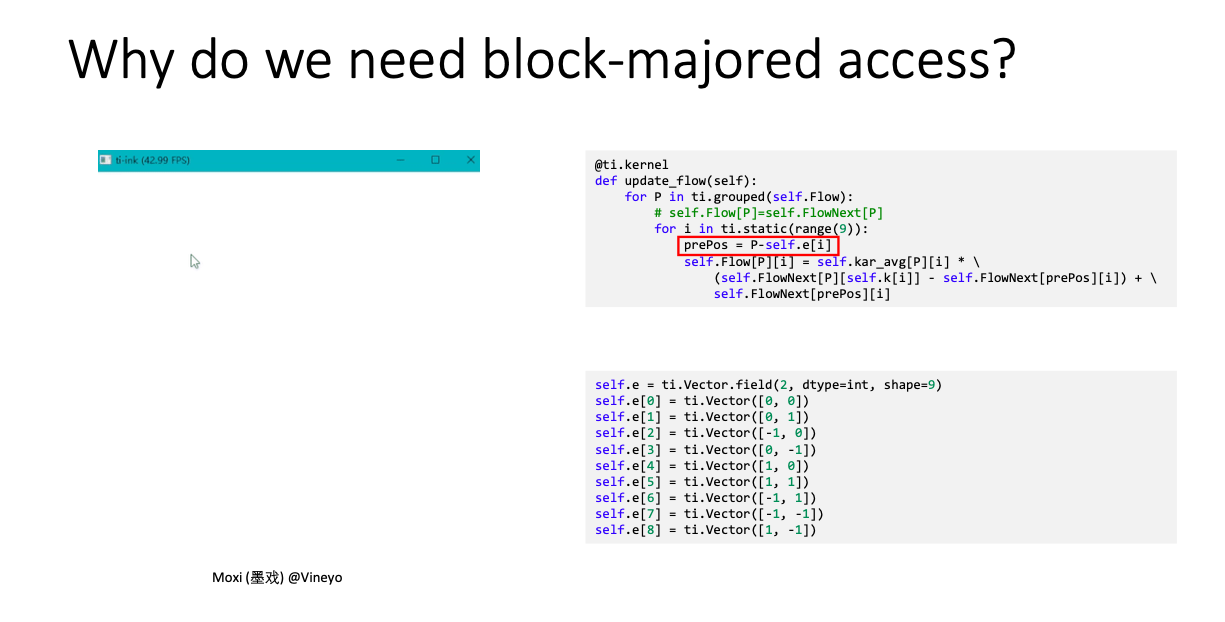 Why do we need block-majored access?
ti-ink (42.99 FPS)
@ti.kernel
def update_flow(self):
    for P in ti.grouped(self.Flow):
        # self.Flow[P]=self.FlowNext[P]
        for i in ti.static(range(9)):
            prePos = P-self.e[i]
            self.Flow[P][i] = self.kar_avg[P][i] * \
                (self.FlowNext[P][self.k[i]] - self.FlowNext[prePos][i]) + \
                self.FlowNext[prePos][i]
self.e = ti.Vector.field(2, dtype=int, shape=9)
self.e[0] = ti.Vector([0, 0])
self.e[1] = ti.Vector([0, 1])
self.e[2] = ti.Vector([-1, 0])
self.e[3] = ti.Vector([0, -1])
self.e[4] = ti.Vector([1, 0])
self.e[5] = ti.Vector([1, 1])
self.e[6] = ti.Vector([-1, 1])
self.e[7] = ti.Vector([-1, -1])
self.e[8] = ti.Vector([1, -1])
Moxi (墨戏) @Vineyo